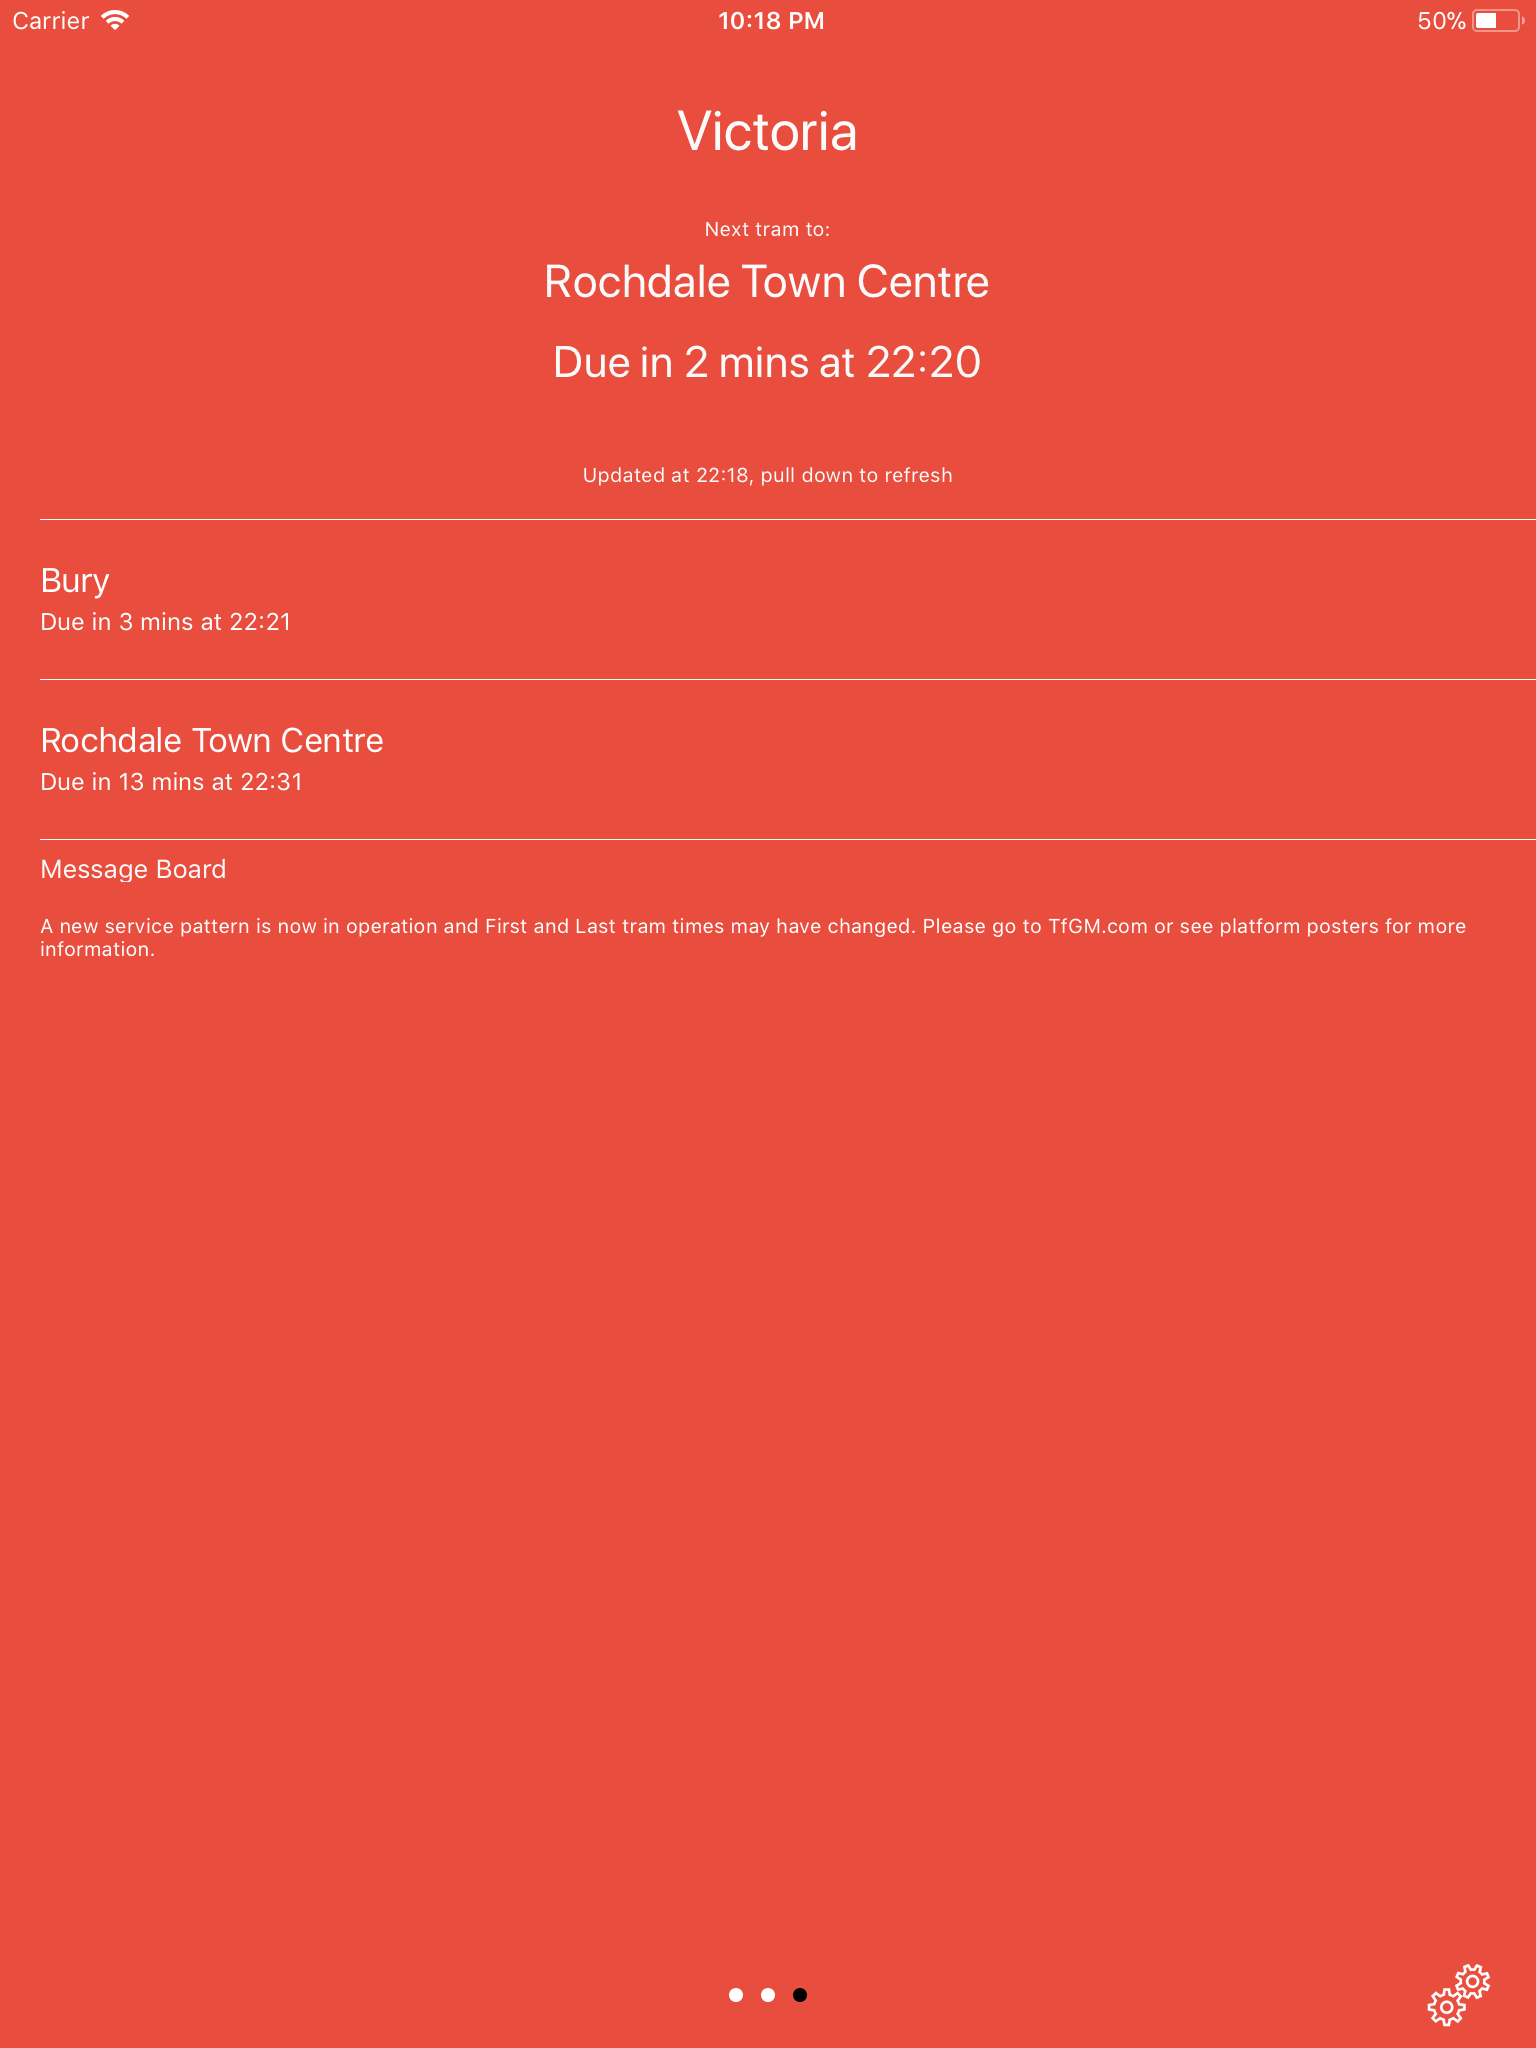 Carrier
10:18 PM
50%
Victoria
Next tram to:
Rochdale Town Centre
Due in 2 mins at 22:20
Updated at 22:18, pull down to refresh
Bury
Due in 3 mins at 22:21
Rochdale Town Centre
Due in 13 mins at 22:31
Message Board
A new service pattern is now in operation and First and Last tram times may have changed. Please go to TfGM.com or see platform posters for more
information.